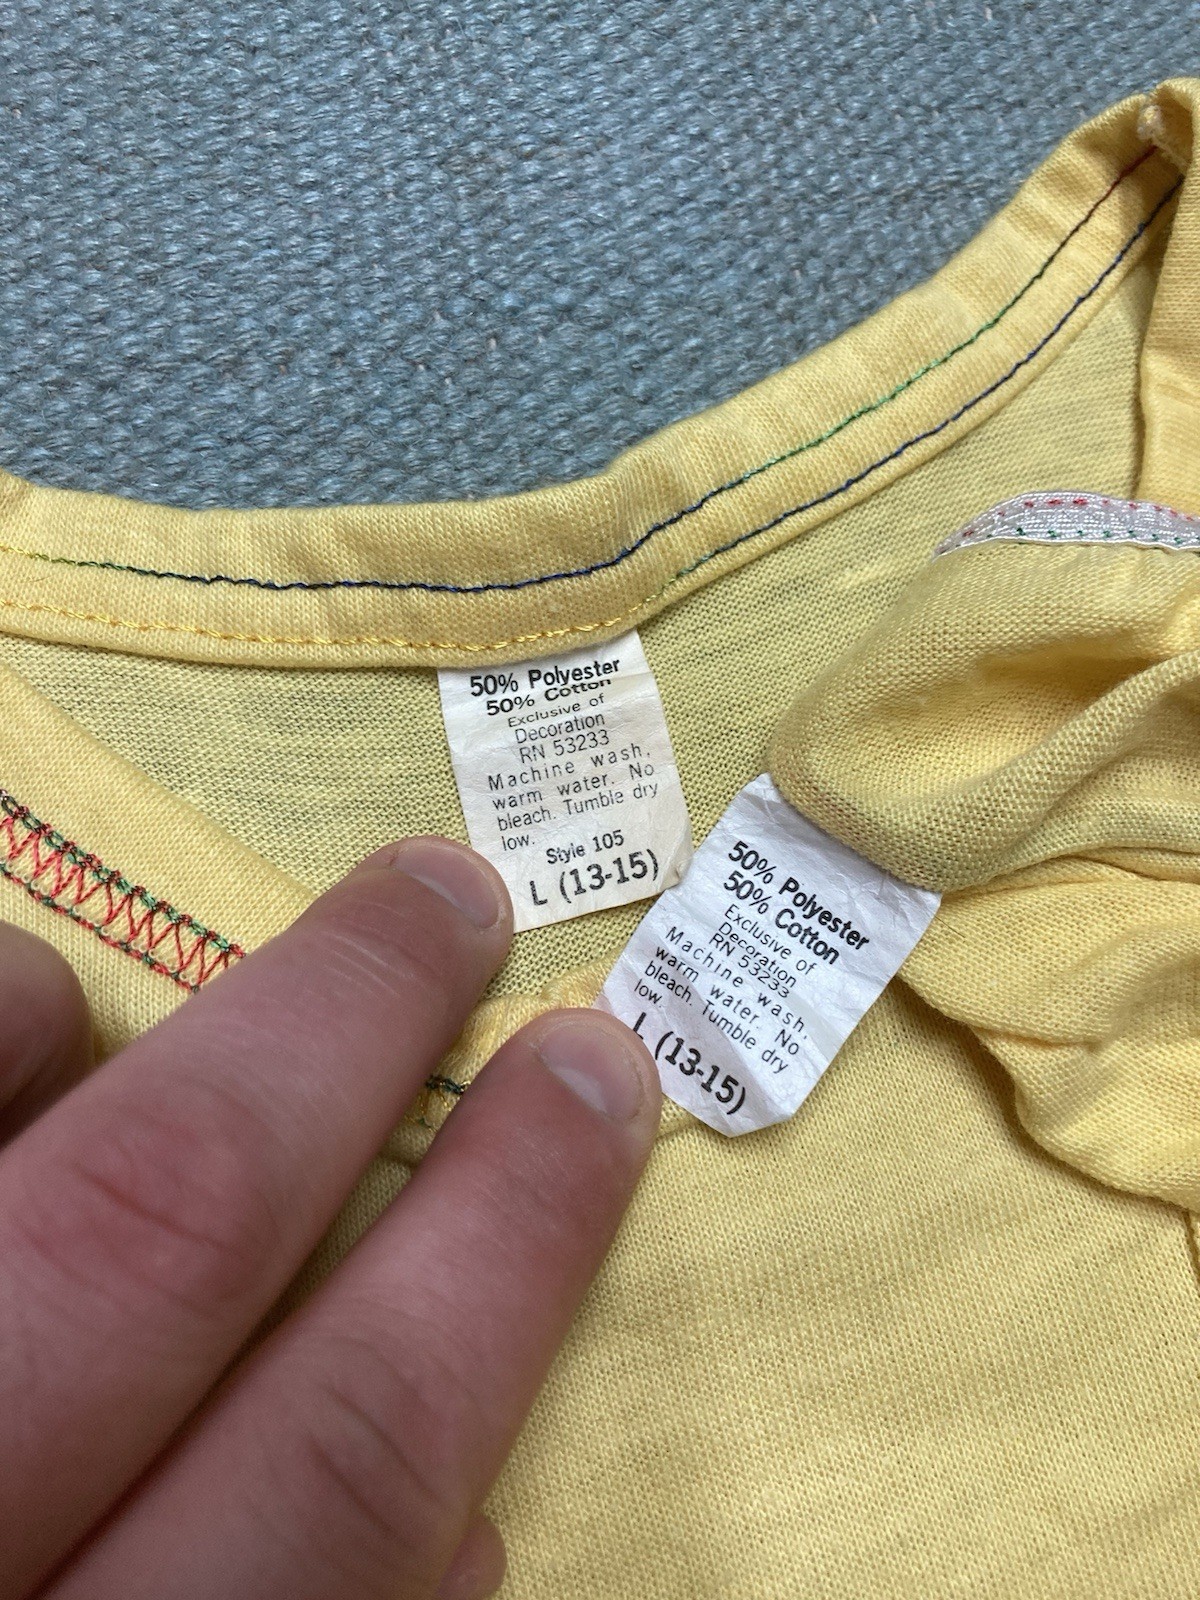 50% Polyester
50% Cotton
Exclusive of
Decoration
RN 53233
Machine wash,
warm water. No
bleach. Tumble dry
low.
Style 105
L (13-15)
50% Polyester
50% Cotton
Exclusive of
Decoration
RN 53233
Machine wash,
warm water. No
bleach. Tumble dry
low.
L (13-15)